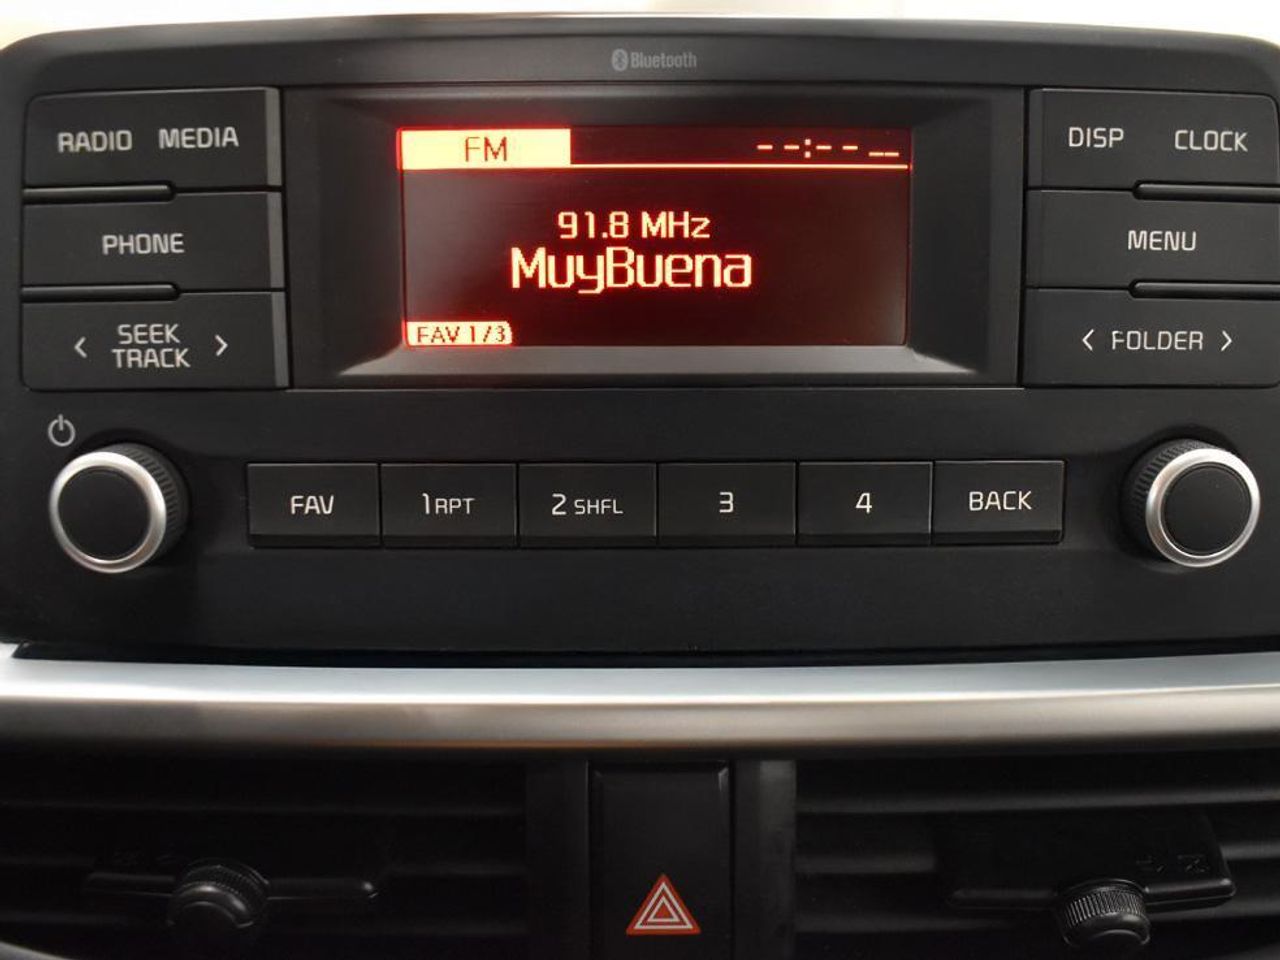 Bluetooth
RADIO MEDIA
PHONE
< SEEK TRACK >
FM --:-- __
91.8 MHz
MuyBuena
FAV 1/3
DISP CLOCK
MENU
< FOLDER >
FAV 1 RPT 2 SHFL 3 4 BACK